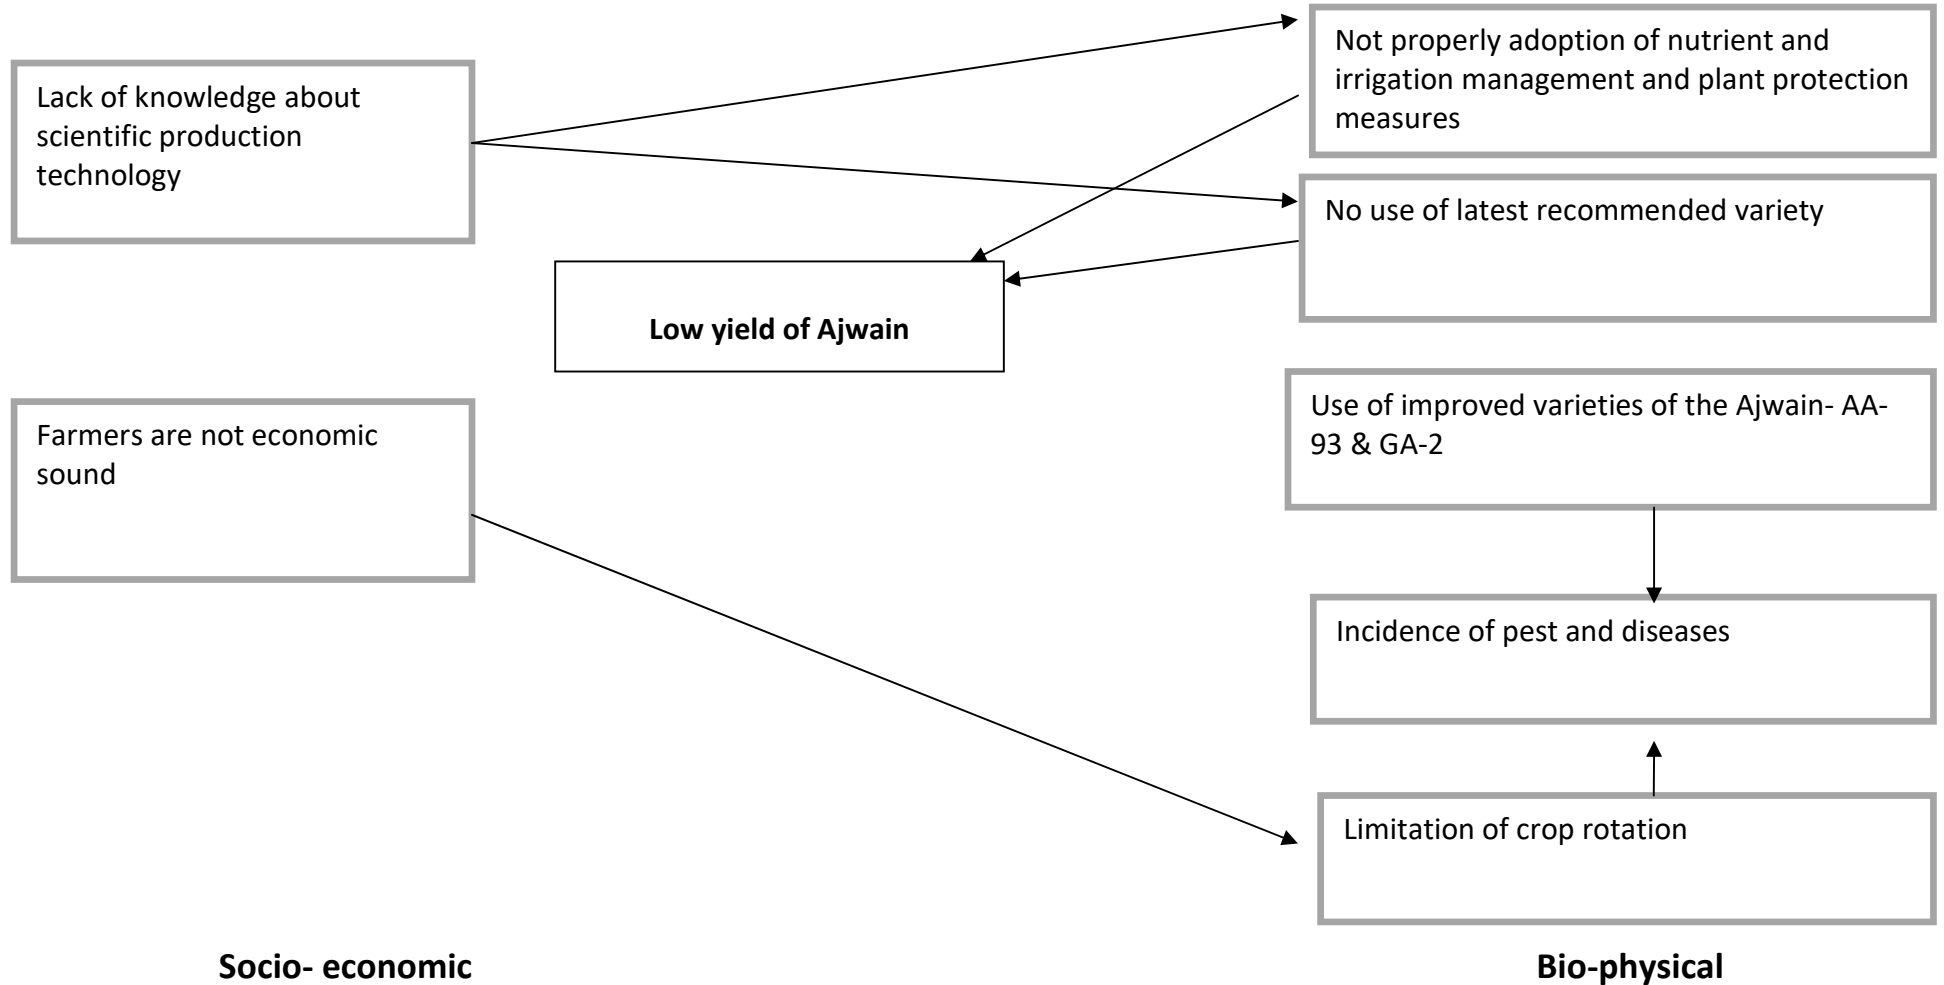 Lack of knowledge about
scientific production
technology
Not properly adoption of nutrient and
irrigation management and plant protection
measures
No use of latest recommended variety
Low yield of Ajwain
Farmers are not economic
sound
Use of improved varieties of the Ajwain- AA-
93 & GA-2
Incidence of pest and diseases
Limitation of crop rotation
Socio- economic
Bio-physical